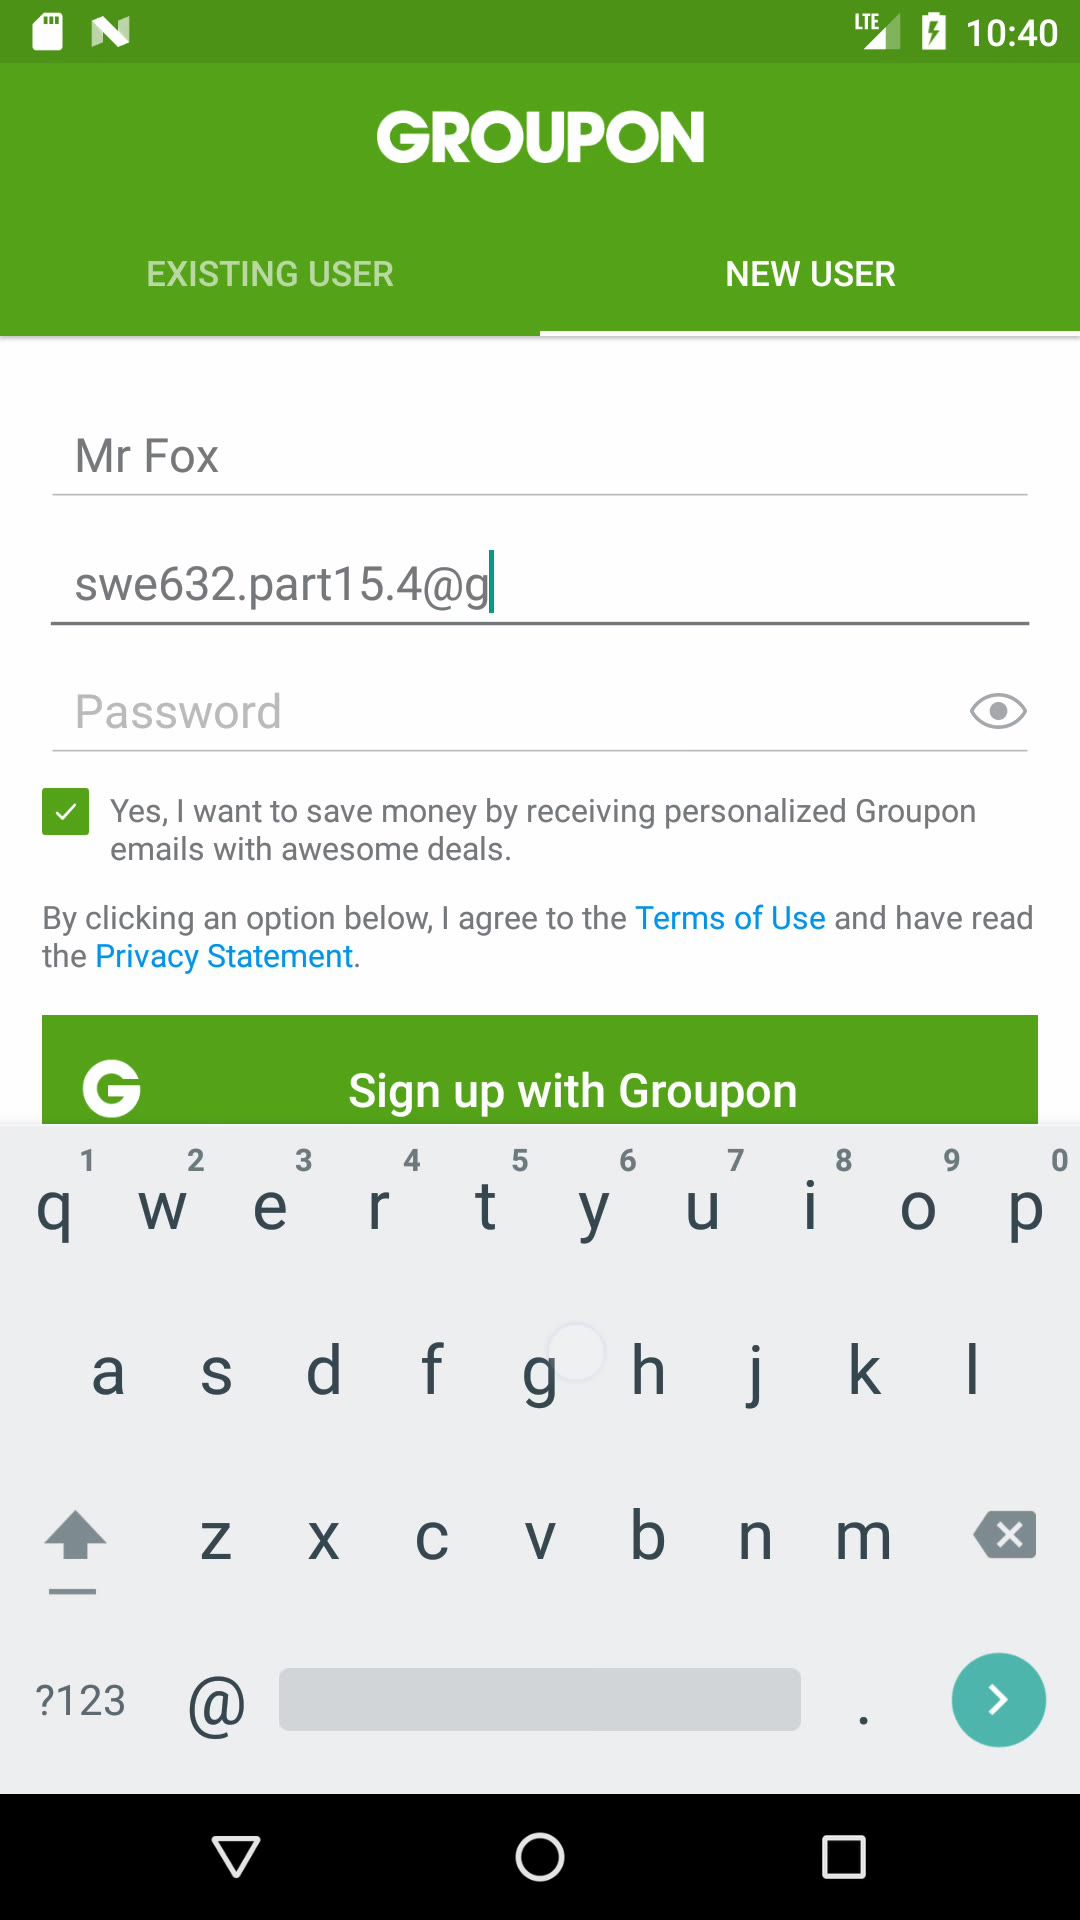 LTE 10:40
GROUPON
EXISTING USER NEW USER
Mr Fox
swe632.part15.4@g
Password
Yes, I want to save money by receiving personalized Groupon
emails with awesome deals.
By clicking an option below, I agree to the Terms of Use and have read
the Privacy Statement.
G Sign up with Groupon
1 2 3 4 5 6 7 8 9 0
q w e r t y u i o p
a s d f g h j k l
z x c v b n m
?123 @ .